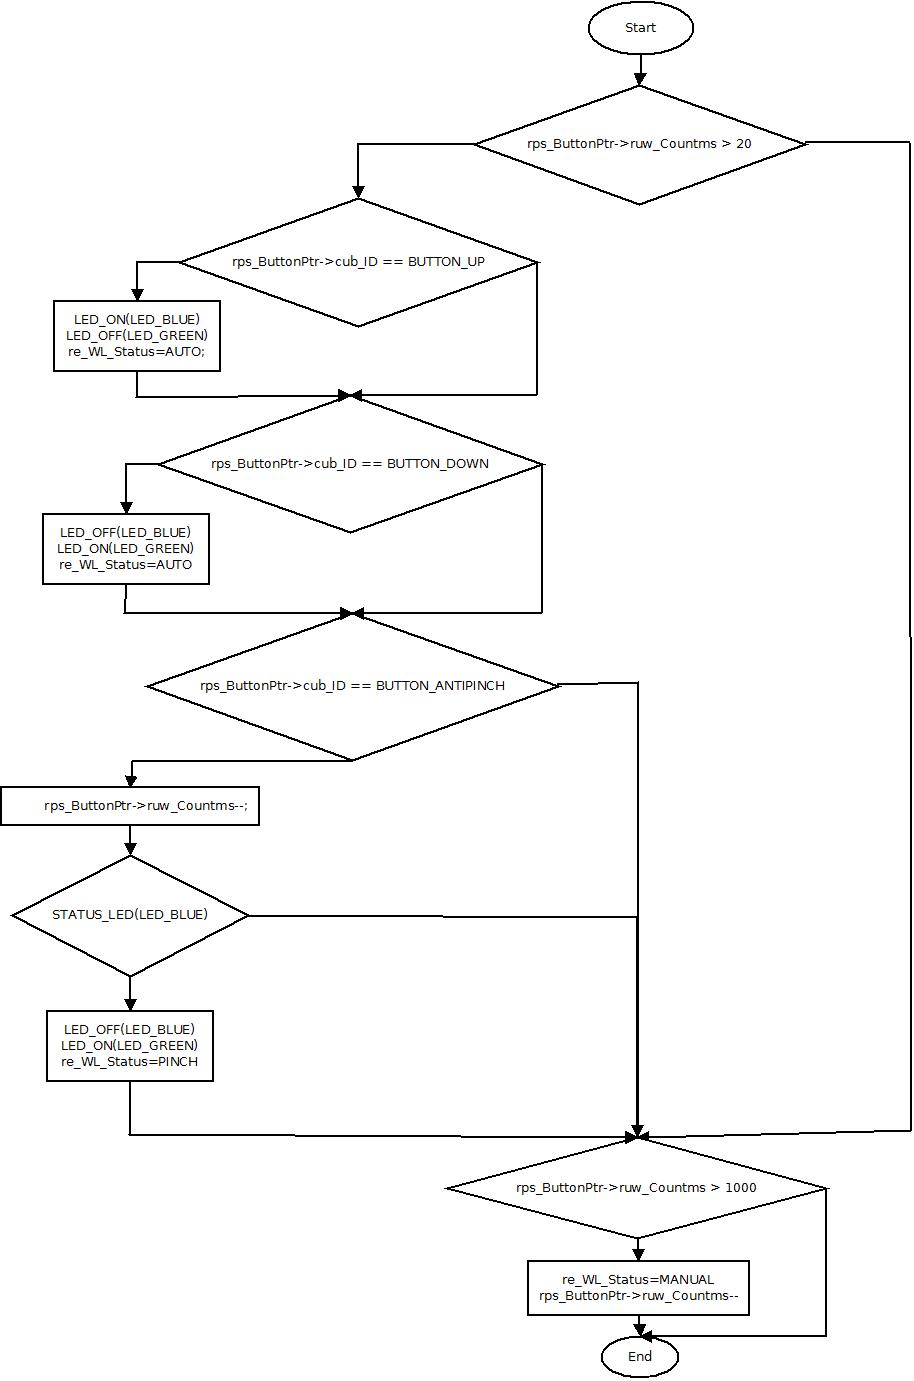 Start
rps_ButtonPtr->ruw_Countms > 20
rps_ButtonPtr->cub_ID == BUTTON_UP
LED_ON(LED_BLUE)
LED_OFF(LED_GREEN)
re_WL_Status=AUTO;
rps_ButtonPtr->cub_ID == BUTTON_DOWN
LED_OFF(LED_BLUE)
LED_ON(LED_GREEN)
re_WL_Status=AUTO
rps_ButtonPtr->cub_ID == BUTTON_ANTIPINCH
rps_ButtonPtr->ruw_Countms--;
STATUS_LED(LED_BLUE)
LED_OFF(LED_BLUE)
LED_ON(LED_GREEN)
re_WL_Status=PINCH
rps_ButtonPtr->ruw_Countms > 1000
re_WL_Status=MANUAL
rps_ButtonPtr->ruw_Countms--
End